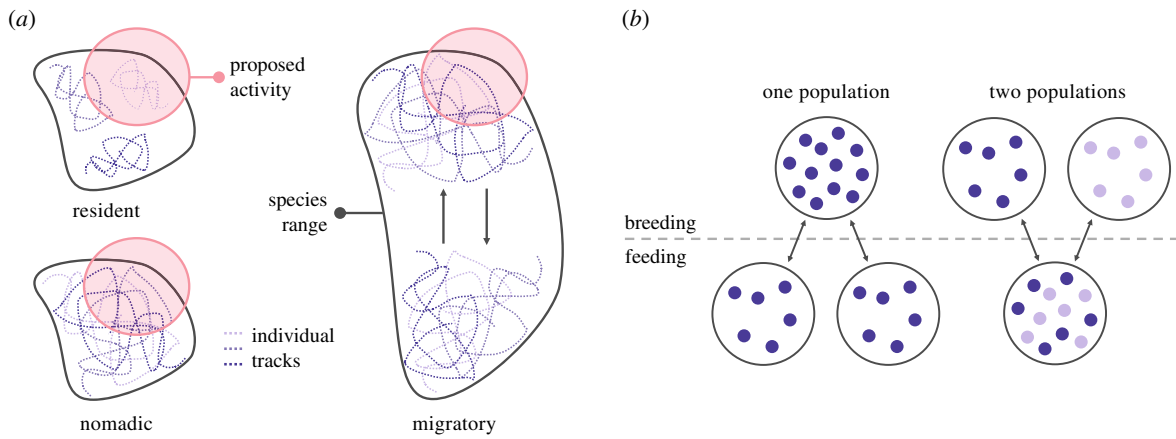 (a)
proposed
activity
resident
species
range
individual
tracks
nomadic
migratory
(b)
one population
two populations
breeding
feeding